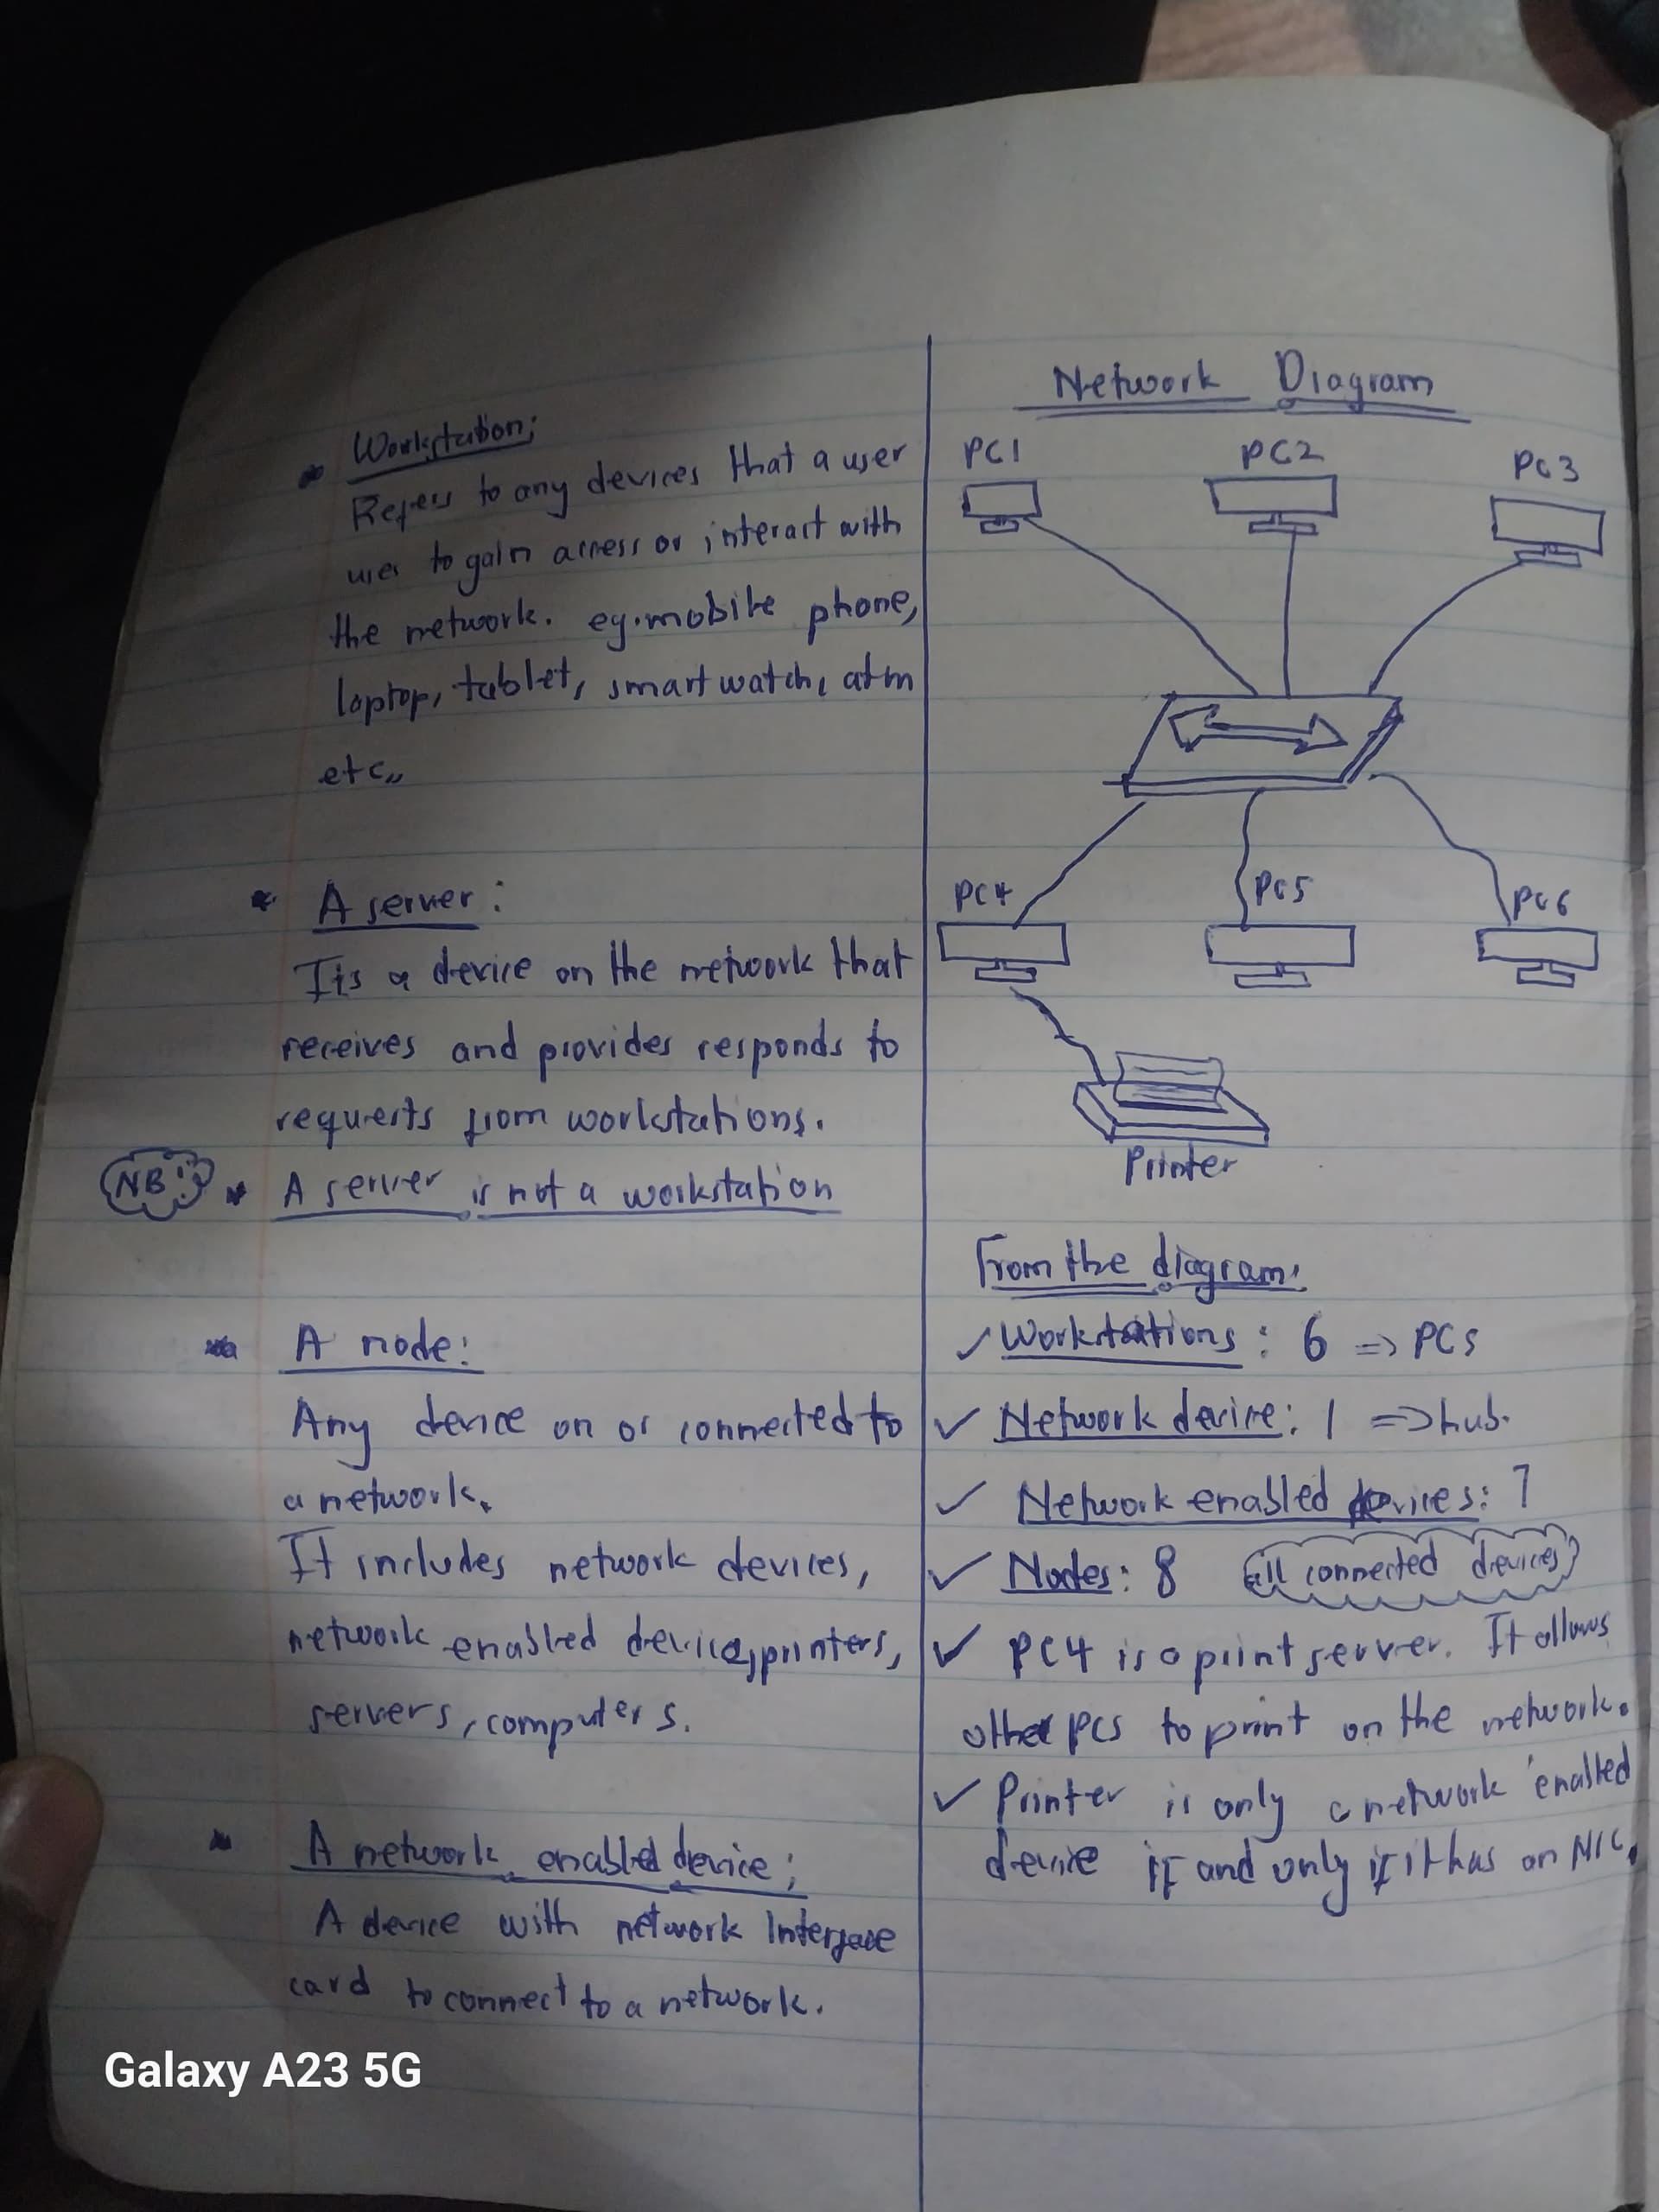 Workstation;
Refers to any devices that a user
uses to gain access or interact with
the network. eg. mobile phone,
laptop, tablet, smart watch, atm
etc,,
A server:
Its a device on the network that
receives and provides responds to
requests from workstations.
NB: A server is not a workstation
A node:
Any device on or connected to
a network.
It includes network devices,
network enabled device, printers,
servers, computers.
A network enabled device;
A device with network Interface
card to connect to a network.
Network Diagram
PC1 PC2 PC3
PC4 PC5 PC6
Printer
From the diagram:
Workstations: 6 => PCs
Network device: 1 => hub.
Network enabled devices: 7
Nodes: 8 all connected devices
PC4 is a print server. It allows
other PCs to print on the network.
Printer is only a network enabled
device if and only if it has an NIC.
Galaxy A23 5G